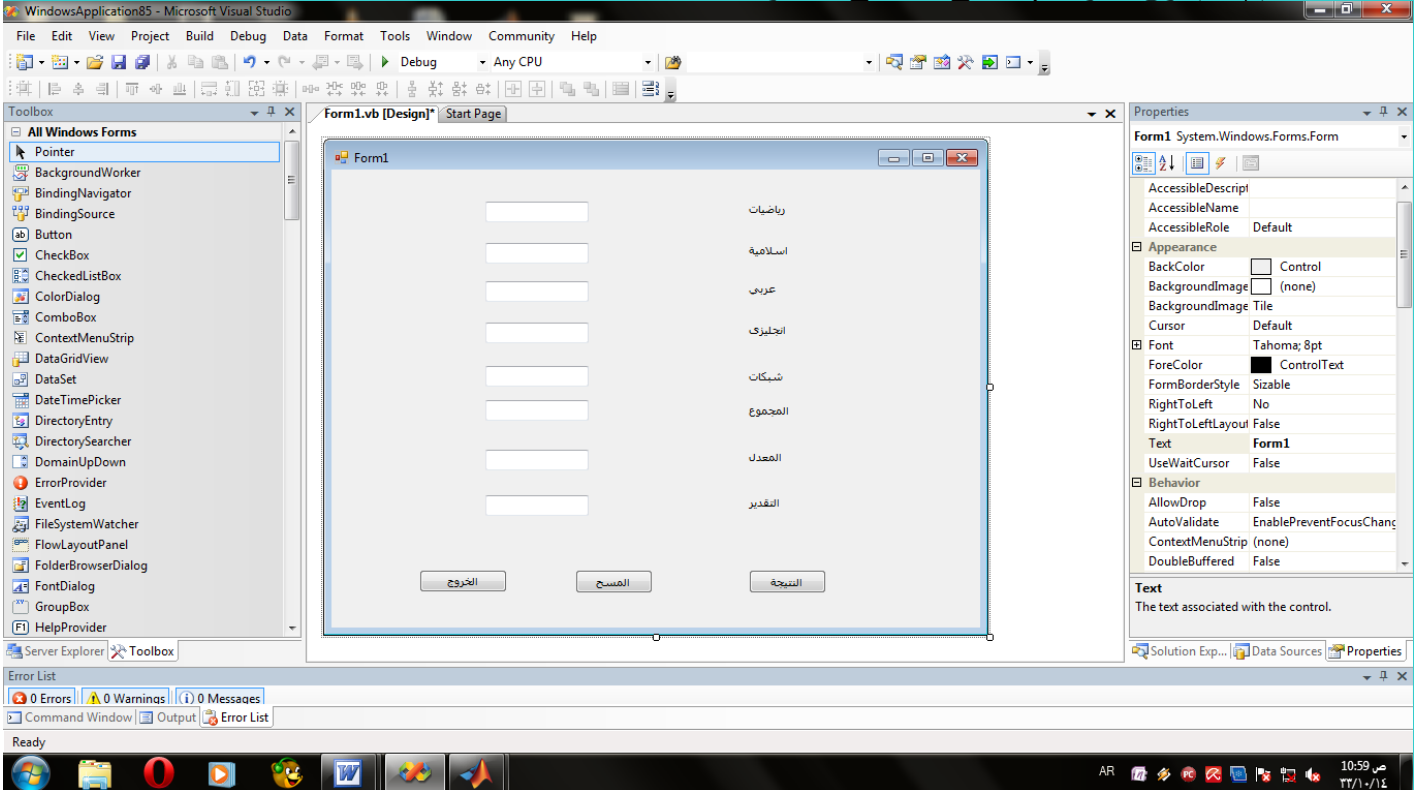 WindowsApplication85 - Microsoft Visual Studio
File Edit View Project Build Debug Data Format Tools Window Community Help
Debug Any CPU
Toolbox
All Windows Forms
Pointer
BackgroundWorker
BindingNavigator
BindingSource
Button
CheckBox
CheckedListBox
ColorDialog
ComboBox
ContextMenuStrip
DataGridView
DataSet
DateTimePicker
DirectoryEntry
DirectorySearcher
DomainUpDown
ErrorProvider
EventLog
FileSystemWatcher
FlowLayoutPanel
FolderBrowserDialog
FontDialog
GroupBox
HelpProvider
Server Explorer Toolbox
Form1.vb [Design]* Start Page
Form1
رياضيات
اسلامية
عربي
انجليزى
شبكات
المجموع
المعدل
التقدير
النتيجة المسح الخروج
Properties
Form1 System.Windows.Forms.Form
AccessibleDescript
AccessibleName
AccessibleRole Default
Appearance
BackColor Control
BackgroundImage (none)
BackgroundImage Tile
Cursor Default
Font Tahoma; 8pt
ForeColor ControlText
FormBorderStyle Sizable
RightToLeft No
RightToLeftLayout False
Text Form1
UseWaitCursor False
Behavior
AllowDrop False
AutoValidate EnablePreventFocusChang
ContextMenuStrip (none)
DoubleBuffered False
Text
The text associated with the control.
Solution Exp... Data Sources Properties
Error List
0 Errors 0 Warnings 0 Messages
Command Window Output Error List
Ready
AR
10:59 ص
٣٣/١٠/١٤